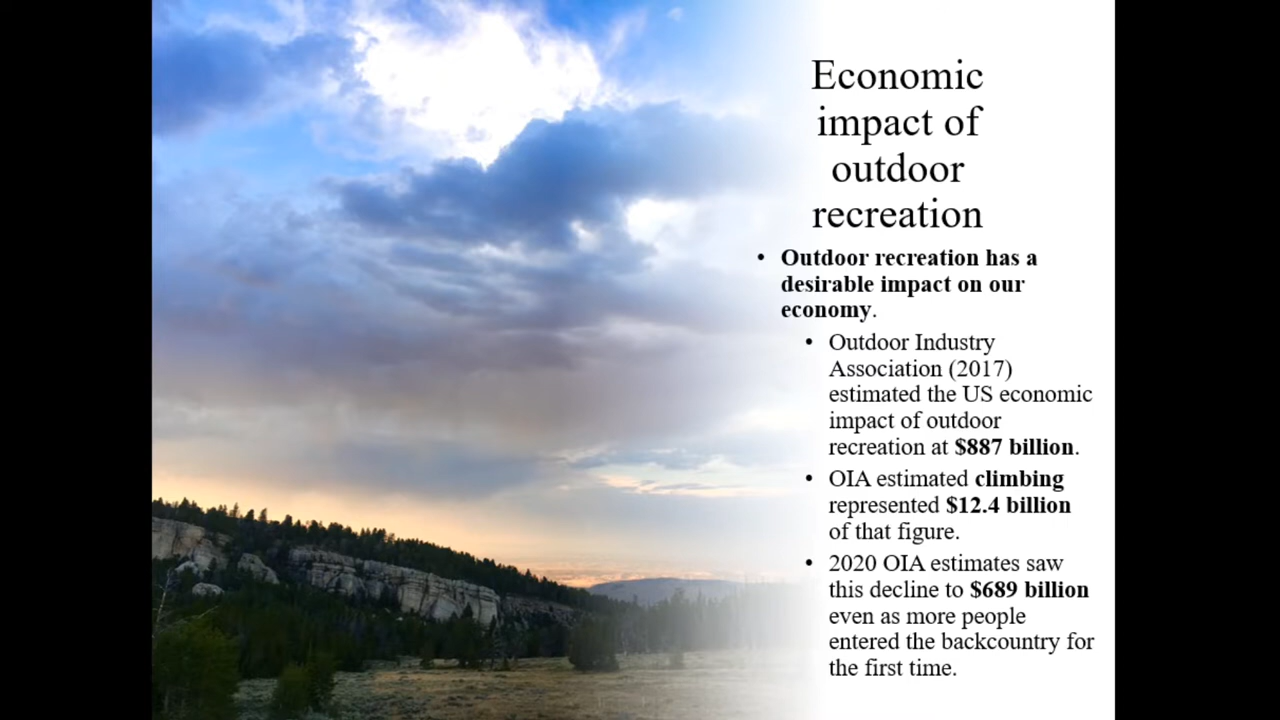 Economic
impact of
outdoor
recreation
• Outdoor recreation has a
desirable impact on our
economy.
• Outdoor Industry
Association (2017)
estimated the US economic
impact of outdoor
recreation at $887 billion.
• OIA estimated climbing
represented $12.4 billion
of that figure.
• 2020 OIA estimates saw
this decline to $689 billion
even as more people
entered the backcountry for
the first time.